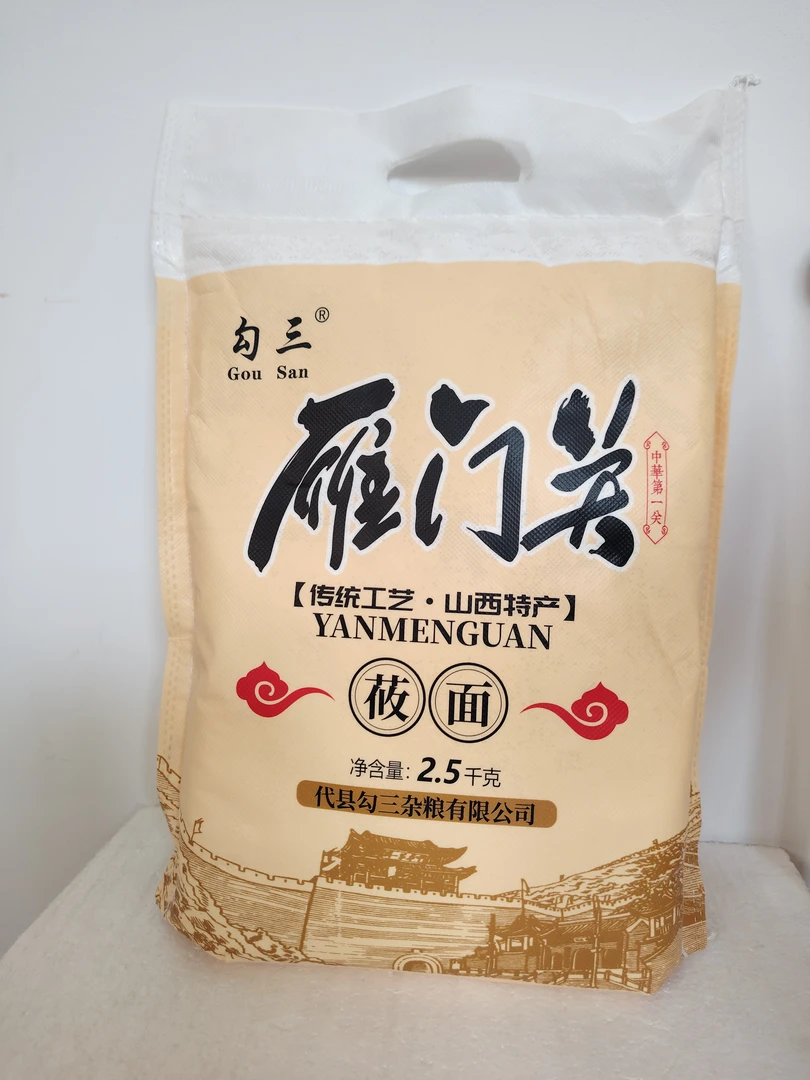 勾三®
Gou San
雁门关
中華第一关
【传统工艺·山西特产】
YANMENGUAN
莜面
净含量：2.5千克
代县勾三杂粮有限公司